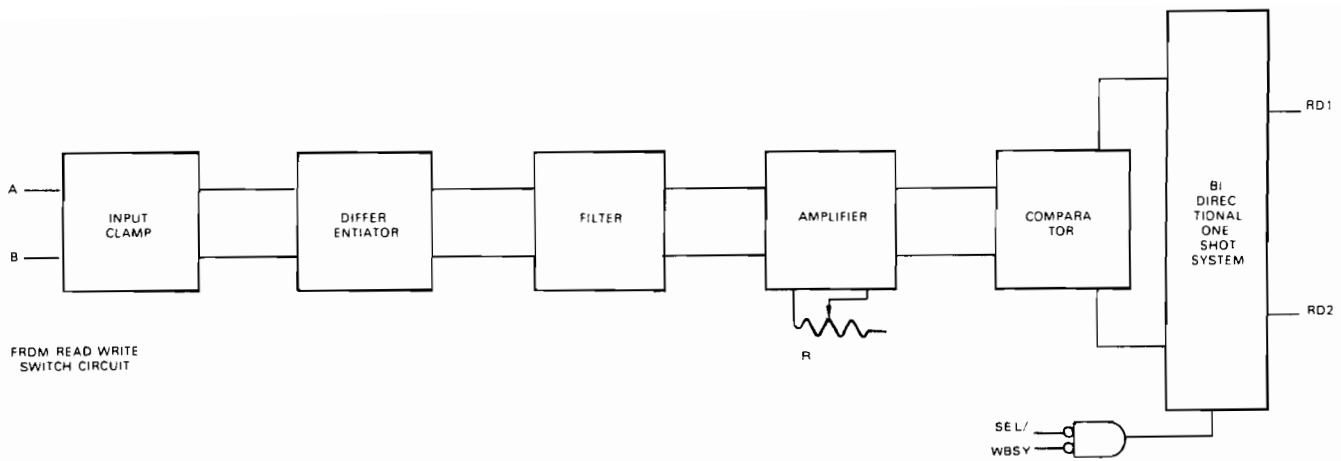 A
B
INPUT
CLAMP
DIFFER
ENTIATOR
FILTER
AMPLIFIER
R
COMPARA
TOR
BI
DIREC
TIONAL
ONE
SHOT
SYSTEM
RD1
RD2
FRDM READ WRITE
SWITCH CIRCUIT
SEL/
WBSY